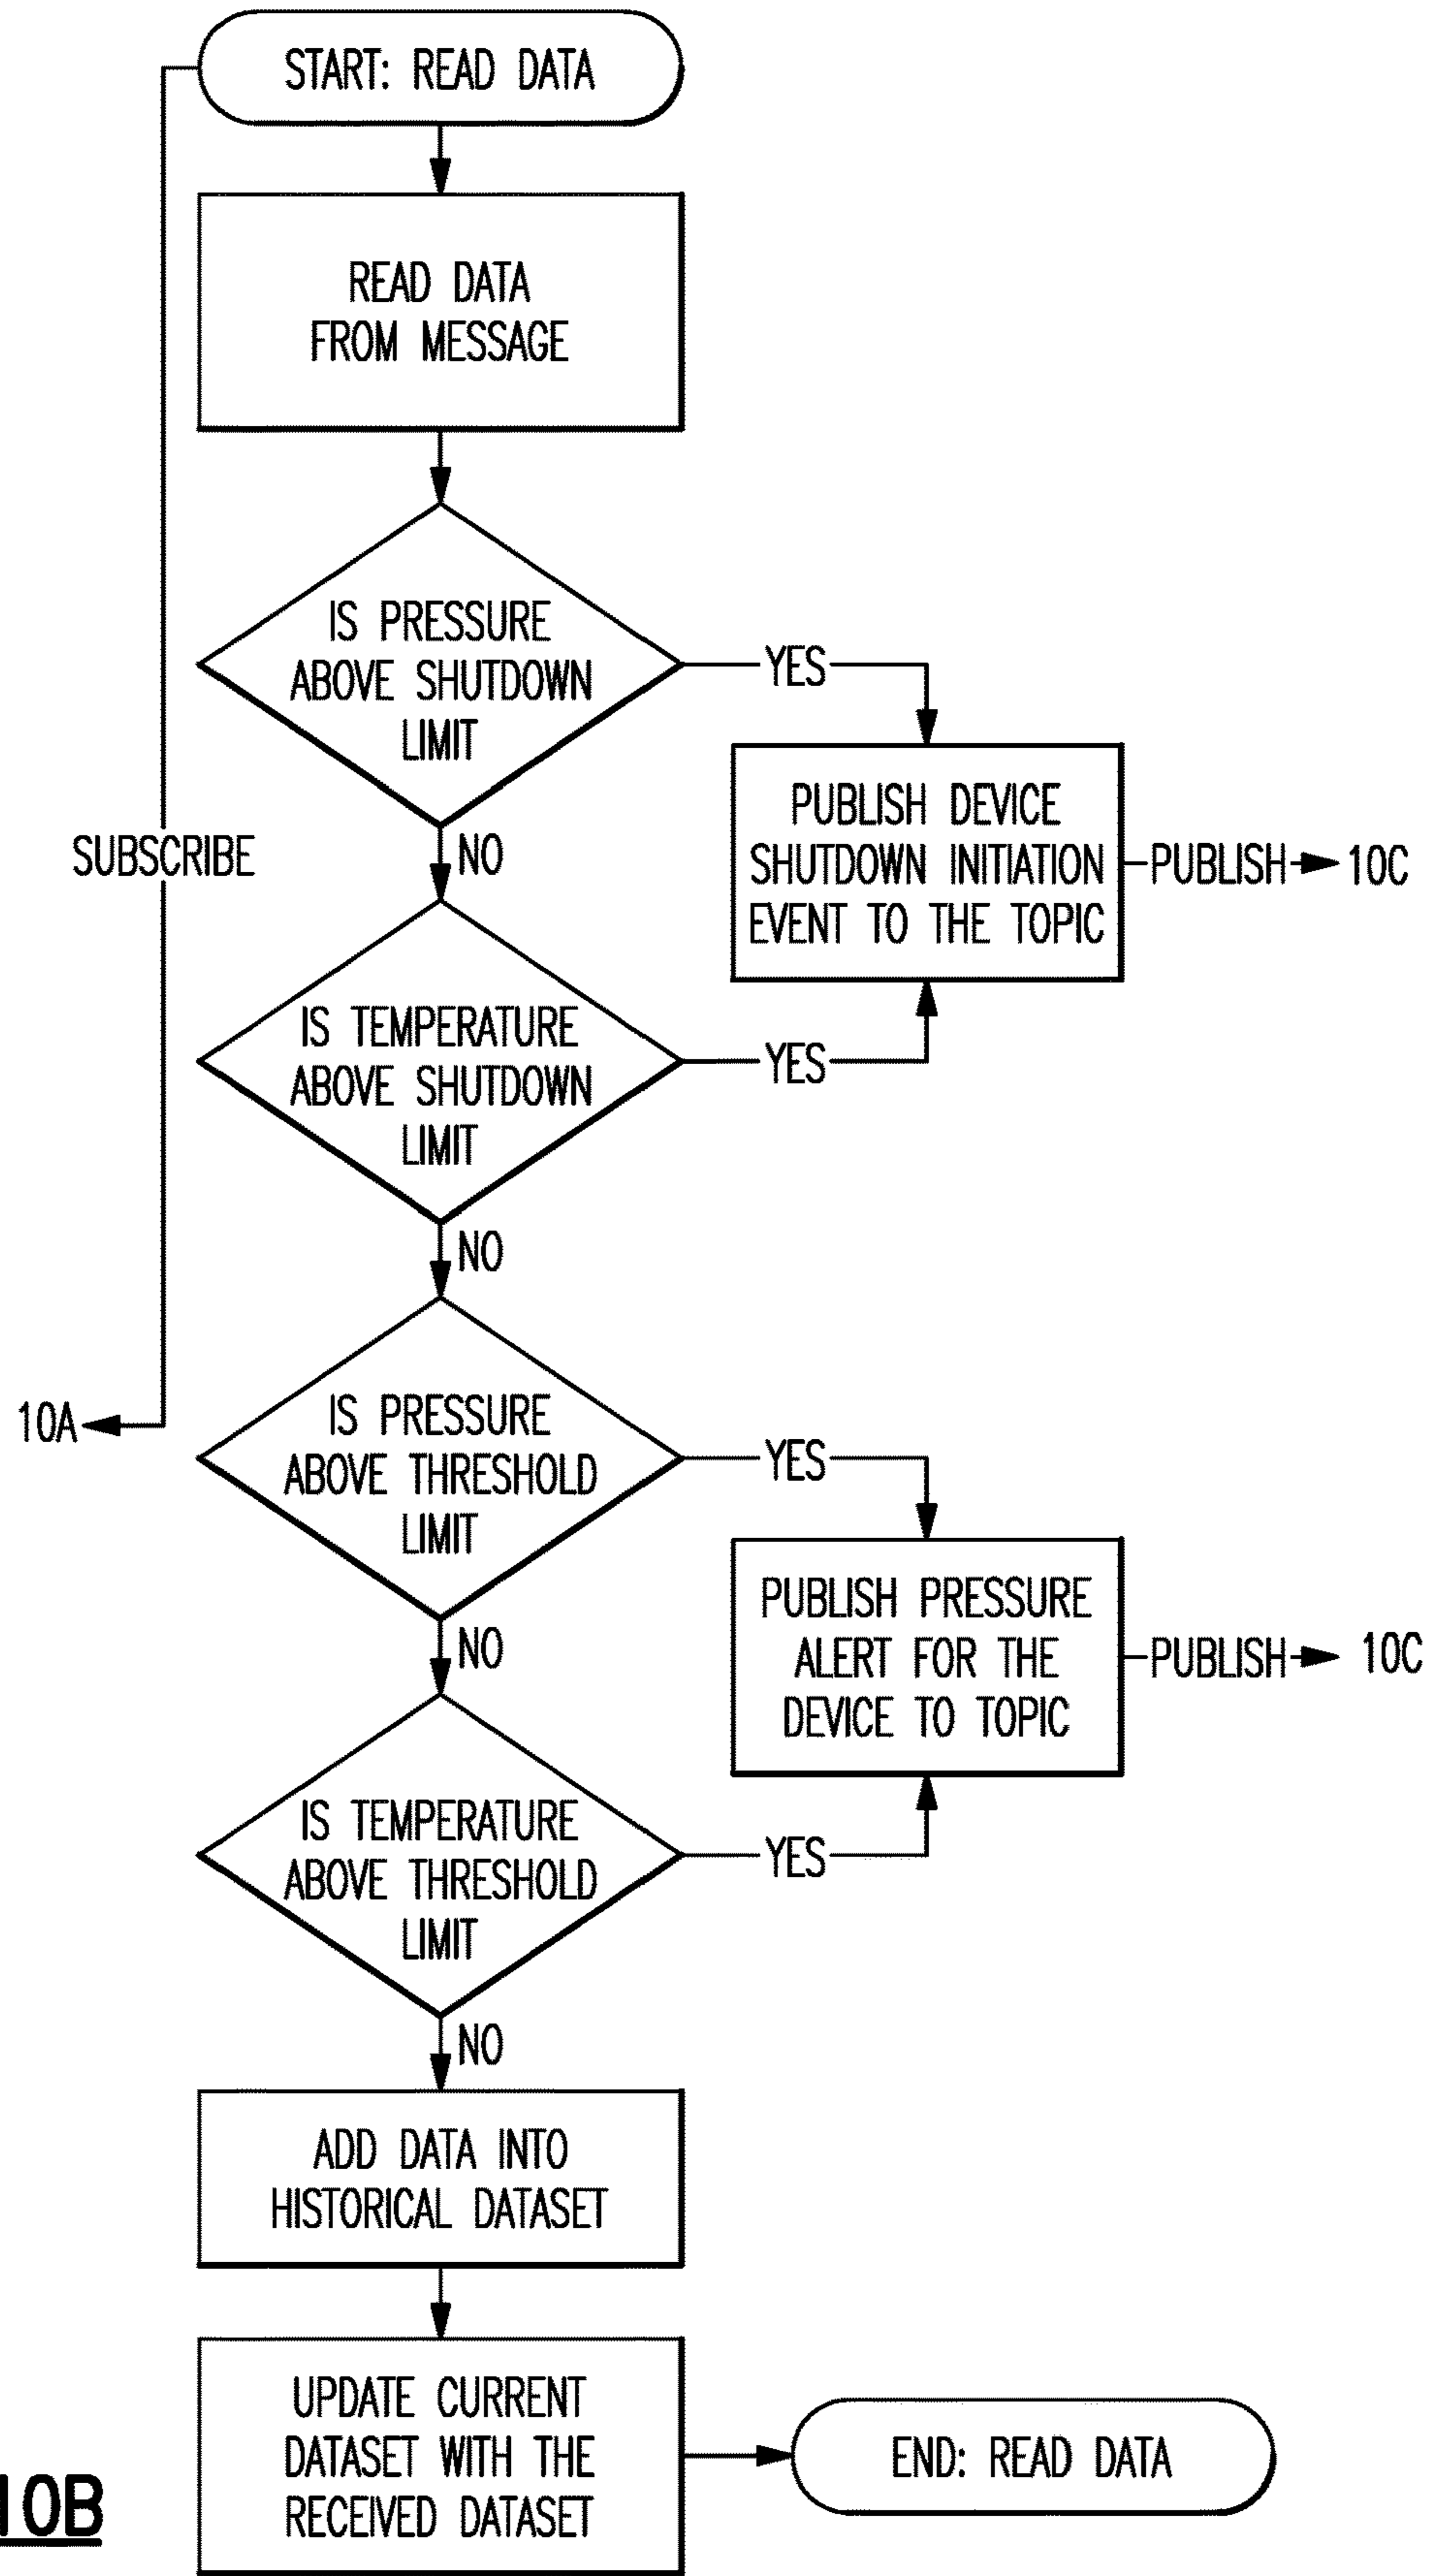 START: READ DATA
READ DATA
FROM MESSAGE
IS PRESSURE
ABOVE SHUTDOWN
LIMIT
YES
PUBLISH DEVICE
SHUTDOWN INITIATION
EVENT TO THE TOPIC
PUBLISH
10C
SUBSCRIBE
NO
IS TEMPERATURE
ABOVE SHUTDOWN
LIMIT
YES
NO
10A
IS PRESSURE
ABOVE THRESHOLD
LIMIT
YES
PUBLISH PRESSURE
ALERT FOR THE
DEVICE TO TOPIC
PUBLISH
10C
NO
IS TEMPERATURE
ABOVE THRESHOLD
LIMIT
YES
NO
ADD DATA INTO
HISTORICAL DATASET
UPDATE CURRENT
DATASET WITH THE
RECEIVED DATASET
END: READ DATA
10B